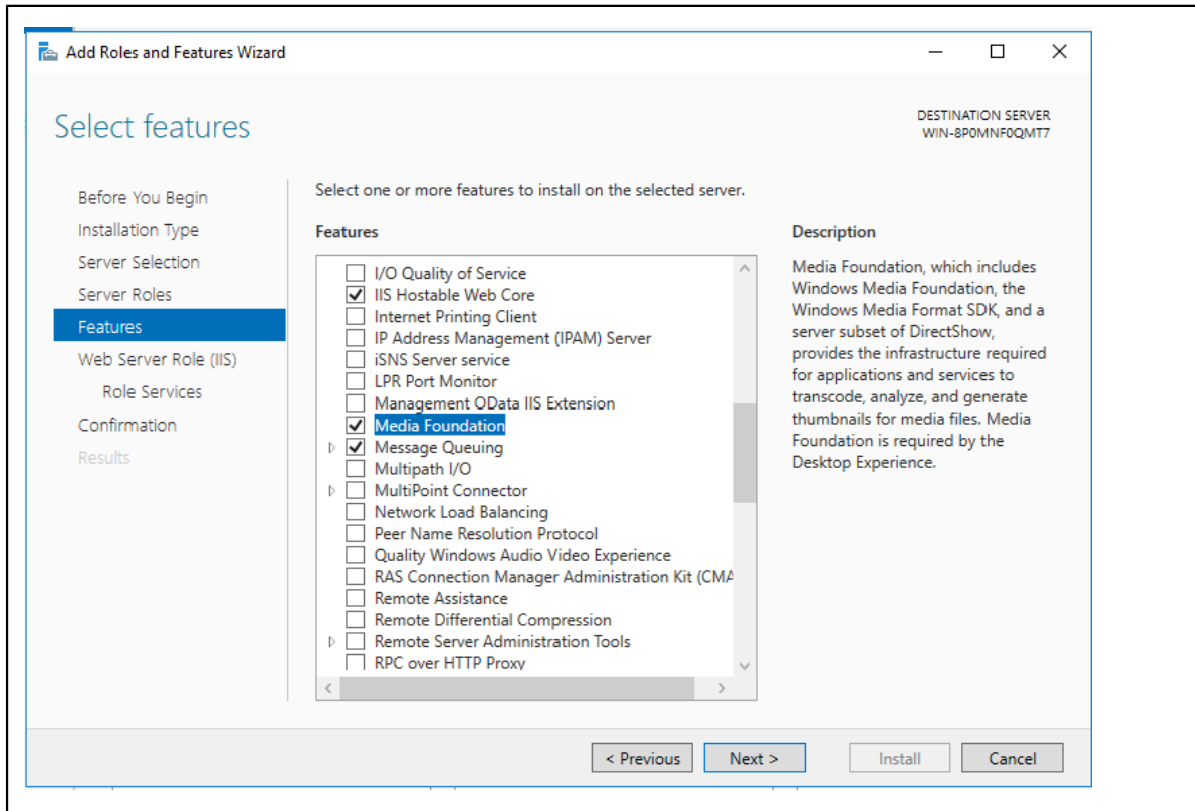 Add Roles and Features Wizard
Select features
DESTINATION SERVER
WIN-8P0MNF0QMT7
Before You Begin
Installation Type
Server Selection
Server Roles
Features
Web Server Role (IIS)
Role Services
Confirmation
Results
Select one or more features to install on the selected server.
Features
I/O Quality of Service
IIS Hostable Web Core
Internet Printing Client
IP Address Management (IPAM) Server
iSNS Server service
LPR Port Monitor
Management OData IIS Extension
Media Foundation
Message Queuing
Multipath I/O
MultiPoint Connector
Network Load Balancing
Peer Name Resolution Protocol
Quality Windows Audio Video Experience
RAS Connection Manager Administration Kit (CMA
Remote Assistance
Remote Differential Compression
Remote Server Administration Tools
RPC over HTTP Proxy
Description
Media Foundation, which includes
Windows Media Foundation, the
Windows Media Format SDK, and a
server subset of DirectShow,
provides the infrastructure required
for applications and services to
transcode, analyze, and generate
thumbnails for media files. Media
Foundation is required by the
Desktop Experience.
< Previous
Next >
Install
Cancel